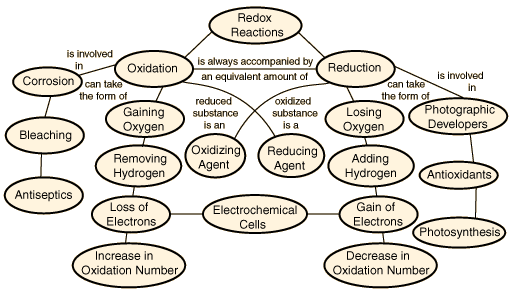 Redox
Reactions
is involved
in
Oxidation
is always accompanied by
an equivalent amount of
Reduction
is involved
in
Corrosion
can take
the form of
reduced
substance
is an
oxidized
substance
is a
can take
the form of
Gaining
Oxygen
Losing
Oxygen
Photographic
Developers
Bleaching
Removing
Hydrogen
Oxidizing
Agent
Reducing
Agent
Adding
Hydrogen
Antioxidants
Antiseptics
Loss of
Electrons
Electrochemical
Cells
Gain of
Electrons
Photosynthesis
Increase in
Oxidation Number
Decrease in
Oxidation Number